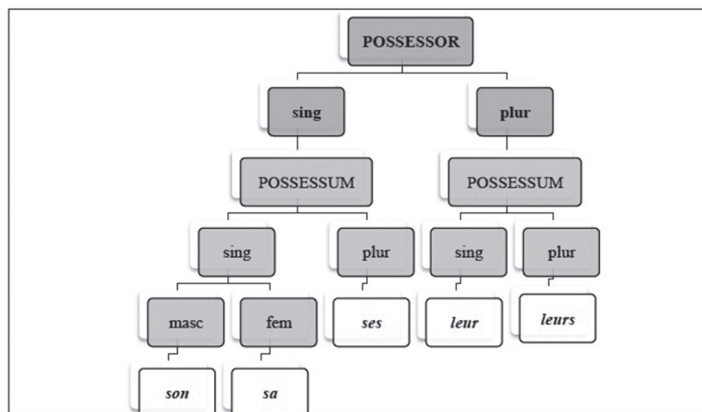 POSSESSOR
sing plur
POSSESSUM POSSESSUM
sing plur sing plur
masc fem ses leur leurs
son sa